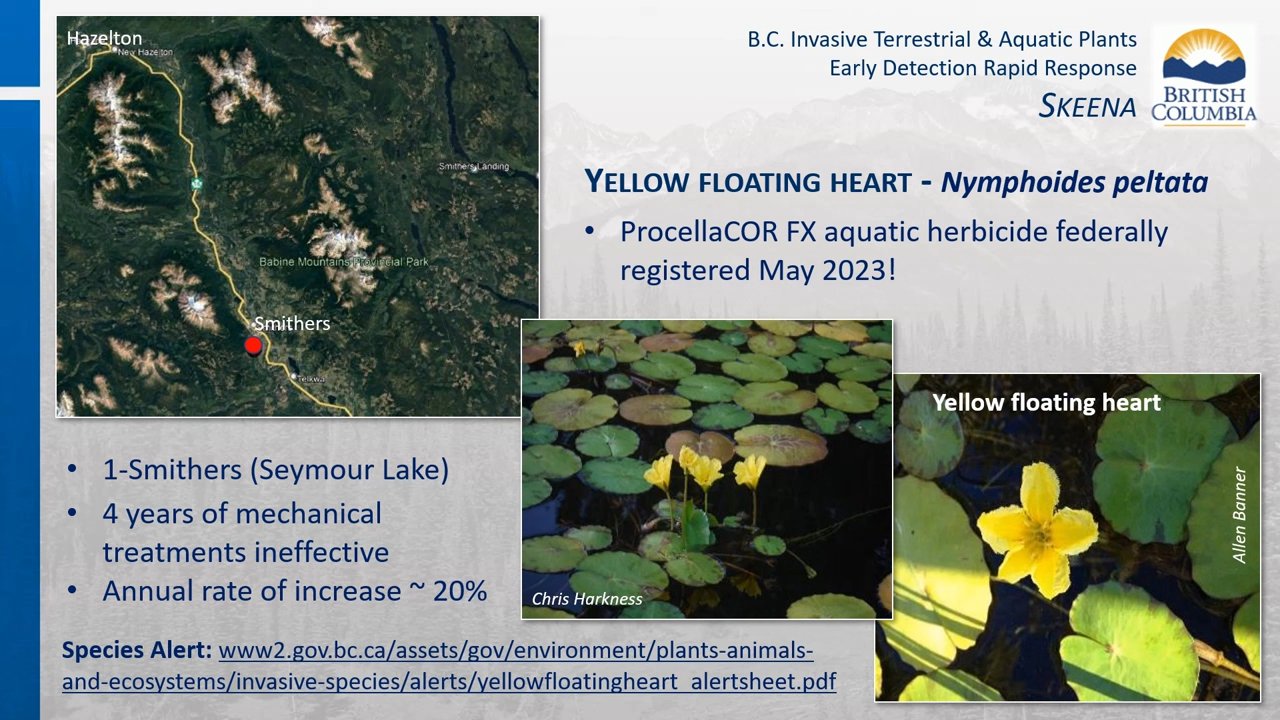 Hazelton
New Hazelton
Smithers Landing
Babine Mountains Provincial Park
Smithers
Telkwa
B.C. Invasive Terrestrial & Aquatic Plants
Early Detection Rapid Response
SKEENA
BRITISH
COLUMBIA
YELLOW FLOATING HEART - Nymphoides peltata
• ProcellaCOR FX aquatic herbicide federally
registered May 2023!
• 1-Smithers (Seymour Lake)
• 4 years of mechanical
treatments ineffective
• Annual rate of increase ~ 20%
Chris Harkness
Yellow floating heart
Allen Banner
Species Alert: www2.gov.bc.ca/assets/gov/environment/plants-animals-
and-ecosystems/invasive-species/alerts/yellowfloatingheart_alertsheet.pdf